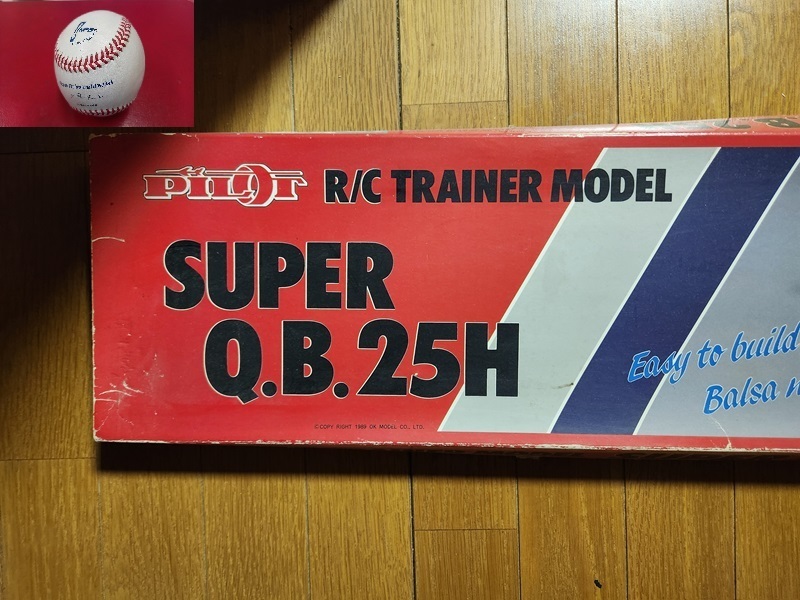 PILOT R/C TRAINER MODEL
SUPER
Q.B.25H
Easy to build
Balsa
© COPY RIGHT 1989 OK MODEL CO., LTD.